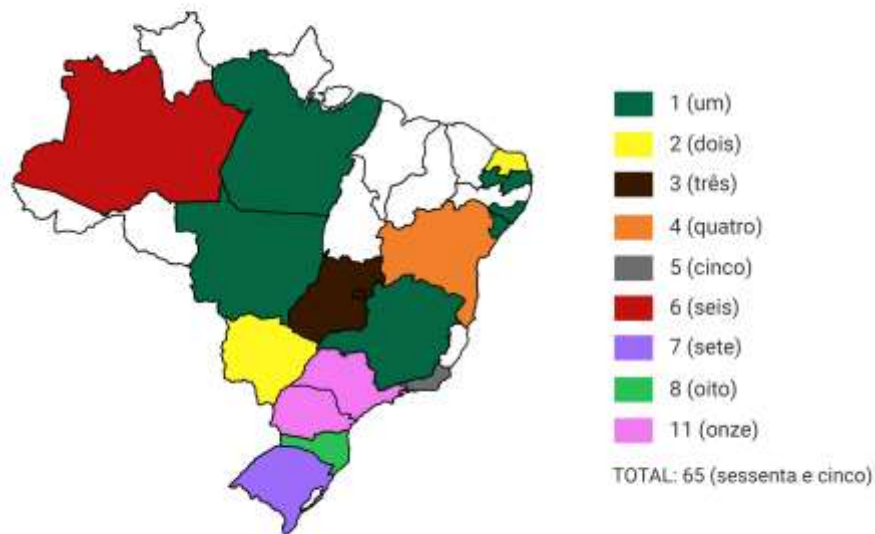 1 (um)
2 (dois)
3 (três)
4 (quatro)
5 (cinco)
6 (seis)
7 (sete)
8 (oito)
11 (onze)
TOTAL: 65 (sessenta e cinco)